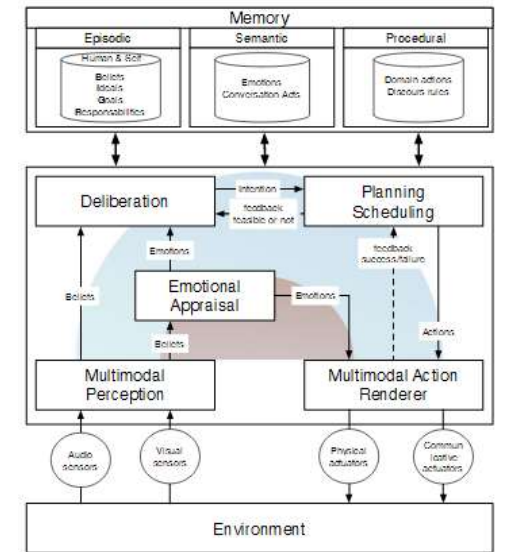 Memory
Episodic
Semantic
Procedural
Human & Self
Beliefs
Ideals
Goals
Responsabilities
Emotions
Conversation Acts
Domain actions
Discours rules
Deliberation
Intention
feedback
feasible or not
Planning
Scheduling
Emotions
feedback
success/failure
Emotional
Appraisal
Beliefs
Emotions
Actions
Beliefs
Multimodal
Perception
Multimodal Action
Renderer
Audio
sensors
Visual
sensors
Physical
actuators
Commun
icative
actuators
Environment